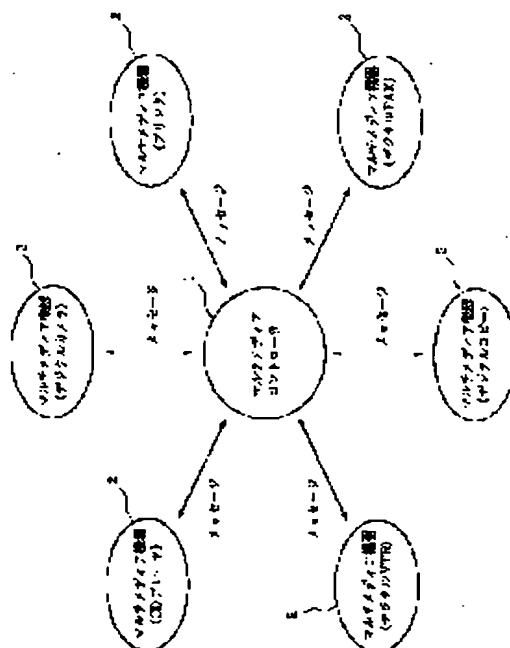 マルチメディア機器
(プリンタ)
2
マルチメディア機器
(デジタルFAX)
2
メッセージ
メッセージ
マルチメディア機器
(デジタルカメラ)
2
メッセージ
マルチメディア
コントローラ
メッセージ
マルチメディア機器
(デジタルコピー)
マルチメディア機器
(CDプレーヤ)
2
メッセージ
メッセージ
マルチメディア機器
(デジタルVTR)